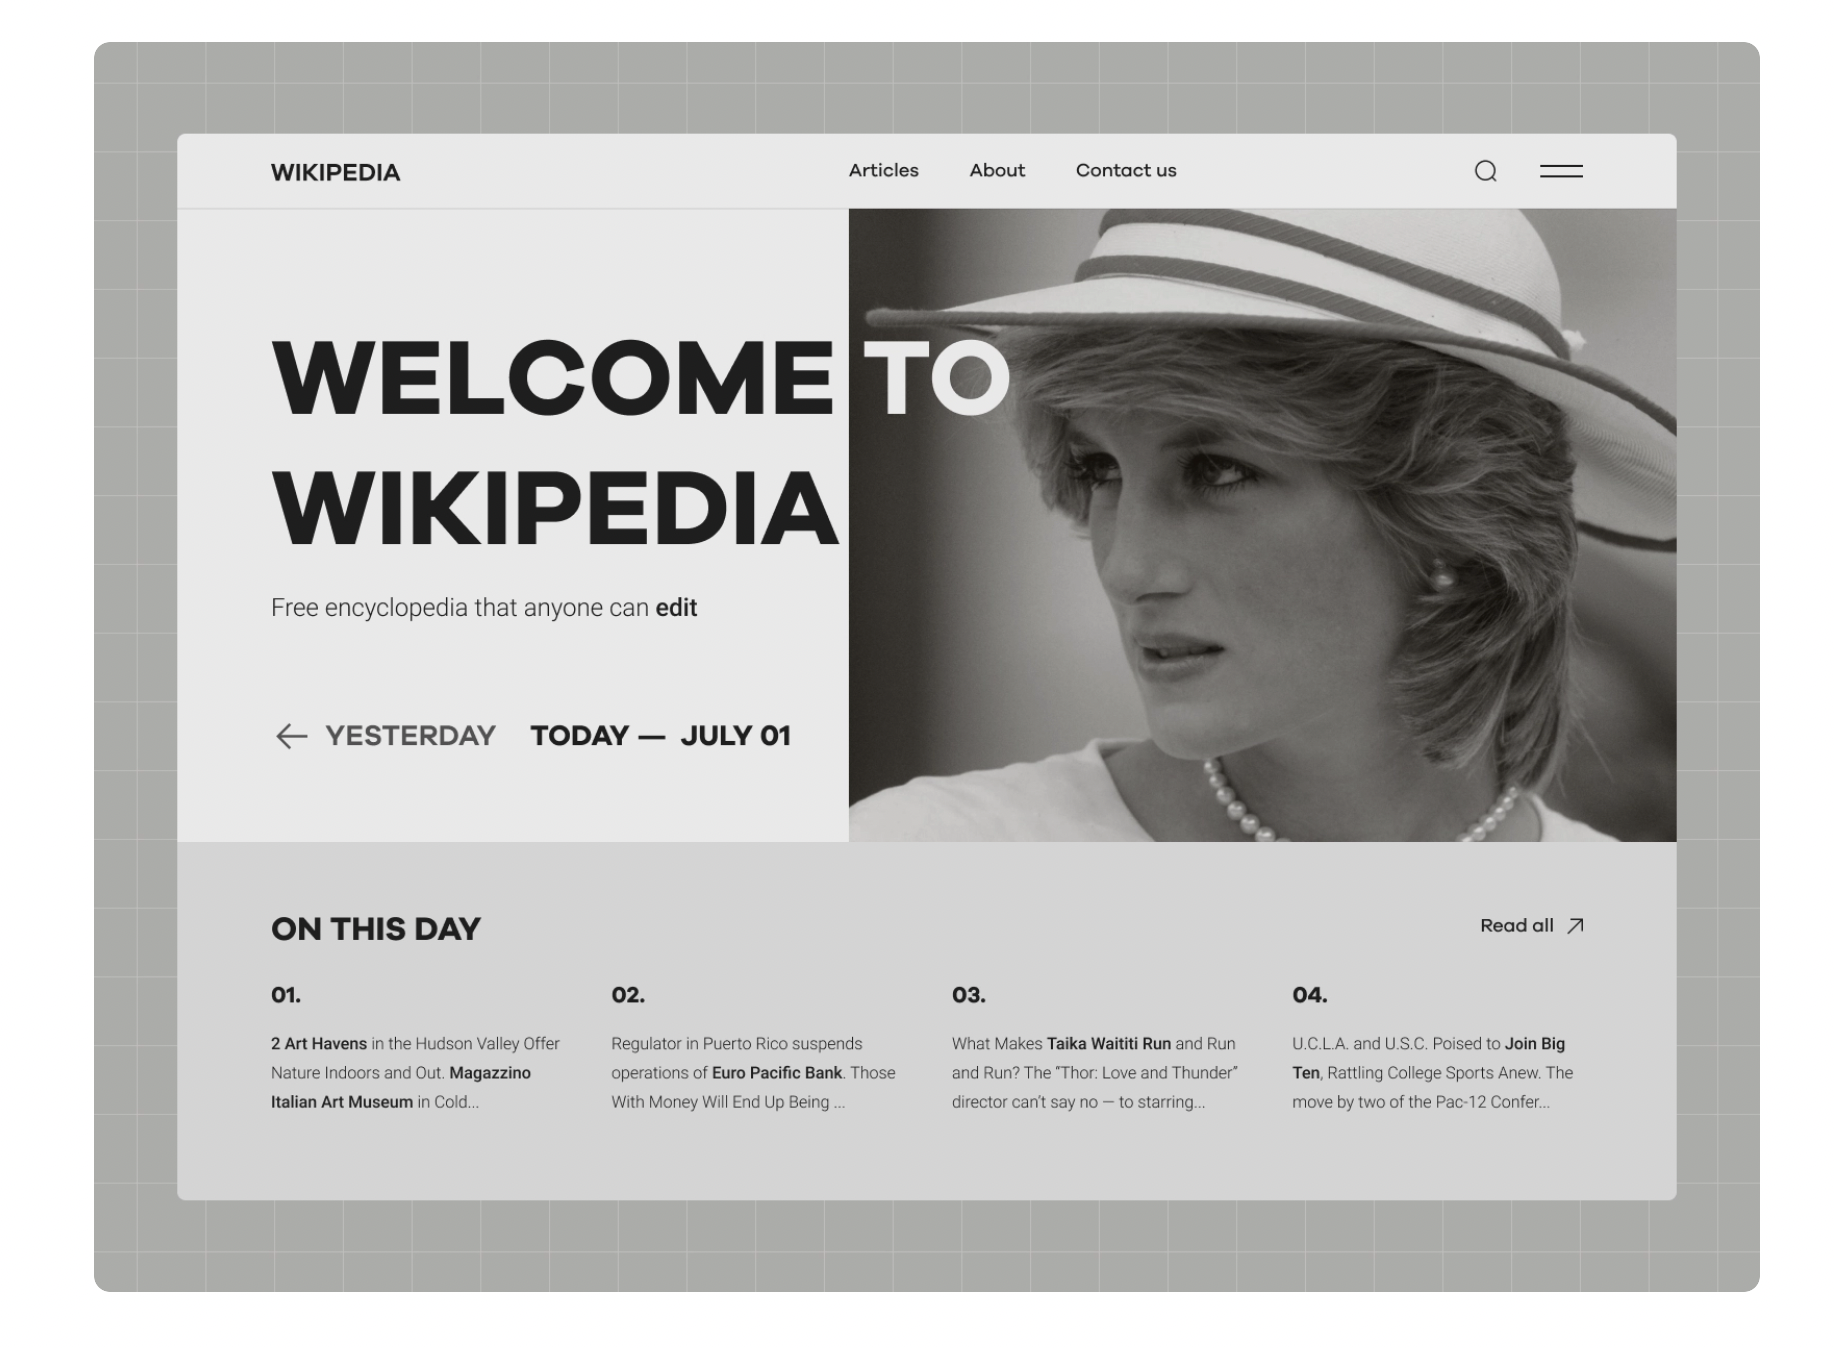 WIKIPEDIA
Articles
About
Contact us
WELCOME TO
WIKIPEDIA
Free encyclopedia that anyone can edit
← YESTERDAY
TODAY — JULY 01
ON THIS DAY
Read all
01.
2 Art Havens in the Hudson Valley Offer
Nature Indoors and Out. Magazzino
Italian Art Museum in Cold...
02.
Regulator in Puerto Rico suspends
operations of Euro Pacific Bank. Those
With Money Will End Up Being ...
03.
What Makes Taika Waititi Run and Run
and Run? The “Thor: Love and Thunder”
director can’t say no — to starring...
04.
U.C.L.A. and U.S.C. Poised to Join Big
Ten, Rattling College Sports Anew. The
move by two of the Pac-12 Confer...